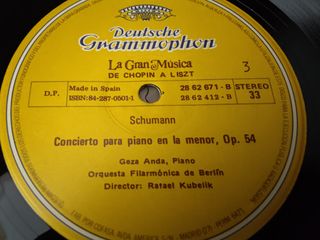 Deutsche
Grammophon
La Gran Música
DE CHOPIN A LISZT
3
D.P.
Made in Spain
ISBN:84-287-0501-1
28 62 671 - B
28 62 412 - B
STEREO
33
Schumann
Concierto para piano en la menor, Op. 54
Geza Anda, Piano
Orquesta Filarmónica de Berlín
Director: Rafael Kubelik